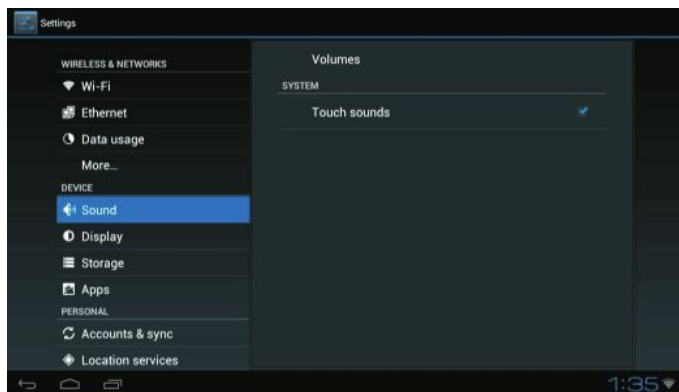 Settings
WIRELESS & NETWORKS
Wi-Fi
Ethernet
Data usage
More...
DEVICE
Sound
Display
Storage
Apps
PERSONAL
Accounts & sync
Location services
Volumes
SYSTEM
Touch sounds
1:35